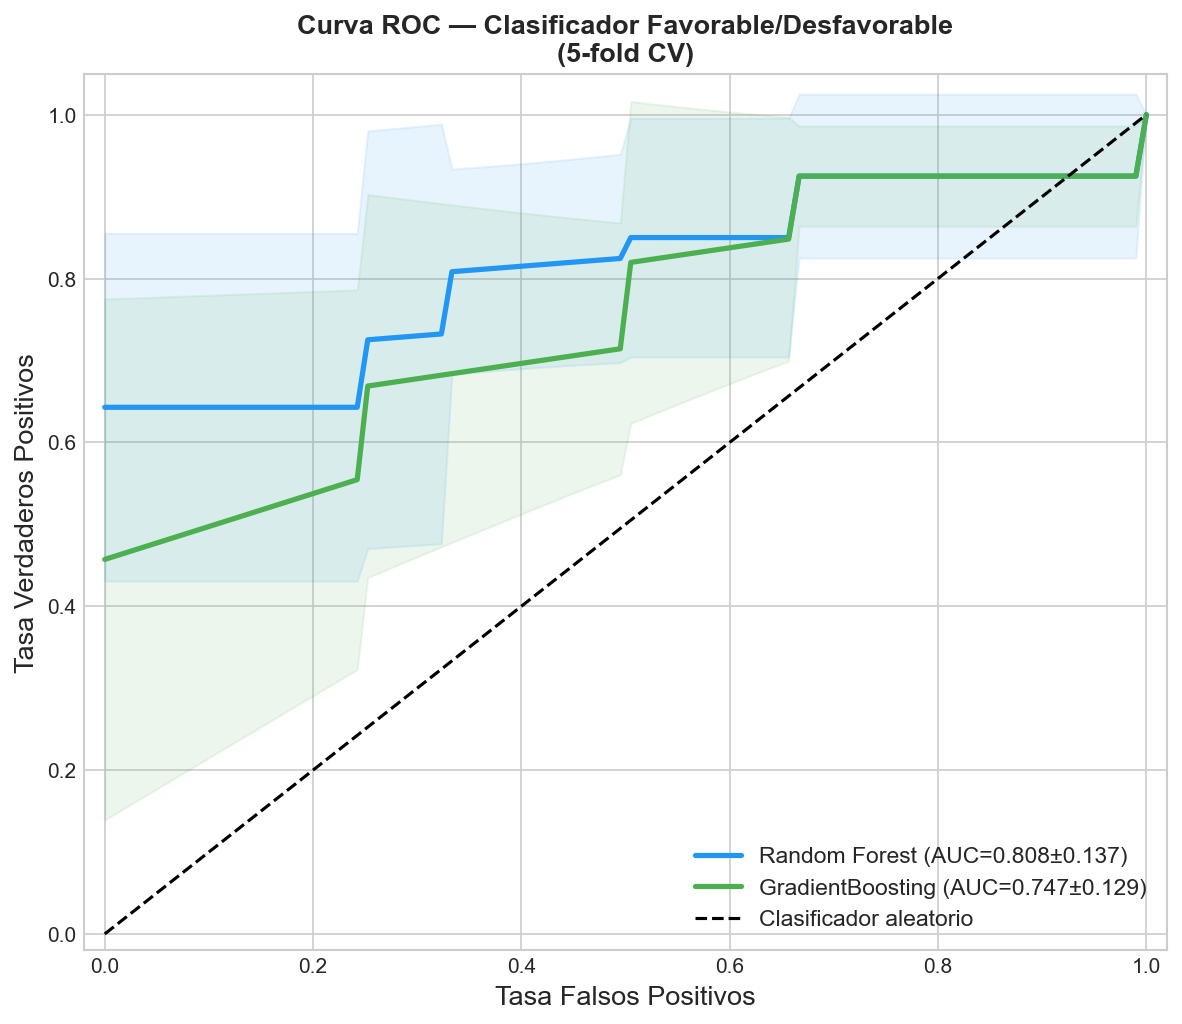 Curva ROC — Clasificador Favorable/Desfavorable
(5-fold CV)
Tasa Verdaderos Positivos
1.0
0.8
0.6
0.4
0.2
0.0
Random Forest (AUC=0.808±0.137)
GradientBoosting (AUC=0.747±0.129)
Clasificador aleatorio
0.0 0.2 0.4 0.6 0.8 1.0
Tasa Falsos Positivos